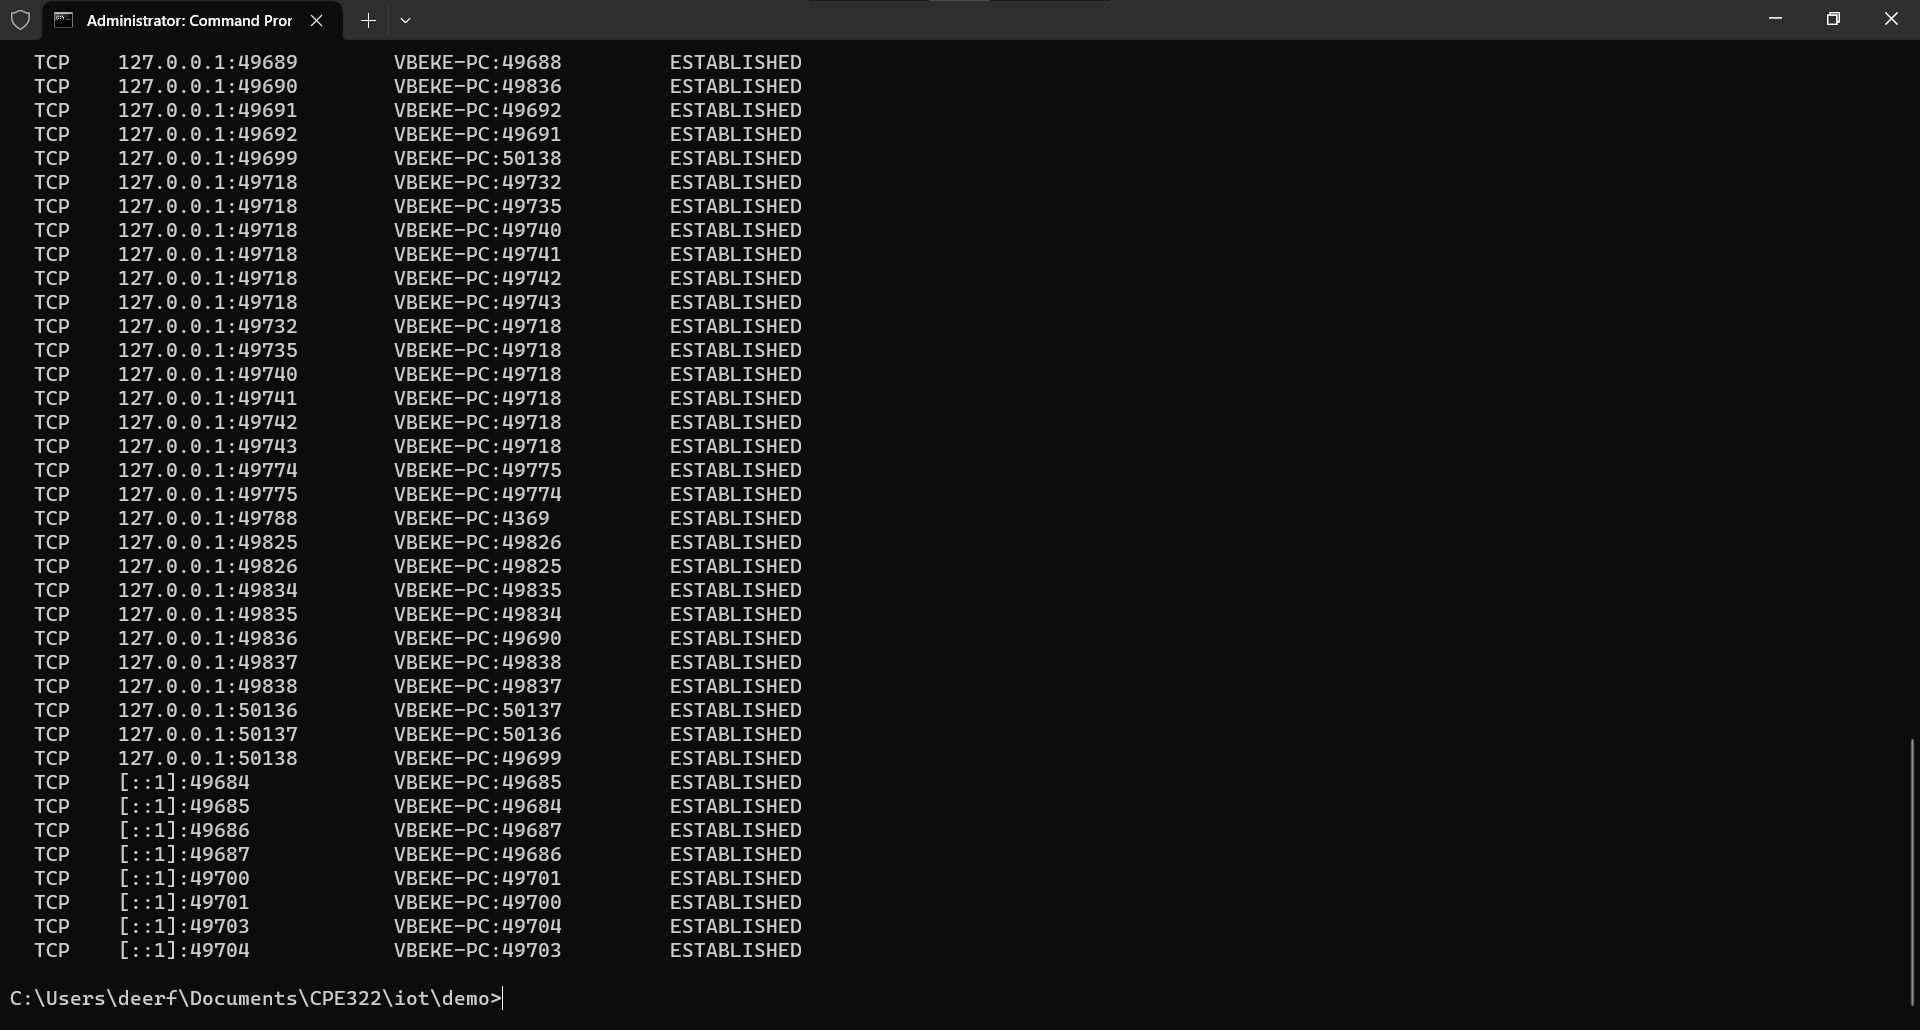 Administrator: Command Pror
TCP 127.0.0.1:49689 VBEKE-PC:49688 ESTABLISHED
TCP 127.0.0.1:49690 VBEKE-PC:49836 ESTABLISHED
TCP 127.0.0.1:49691 VBEKE-PC:49692 ESTABLISHED
TCP 127.0.0.1:49692 VBEKE-PC:49691 ESTABLISHED
TCP 127.0.0.1:49699 VBEKE-PC:50138 ESTABLISHED
TCP 127.0.0.1:49718 VBEKE-PC:49732 ESTABLISHED
TCP 127.0.0.1:49718 VBEKE-PC:49735 ESTABLISHED
TCP 127.0.0.1:49718 VBEKE-PC:49740 ESTABLISHED
TCP 127.0.0.1:49718 VBEKE-PC:49741 ESTABLISHED
TCP 127.0.0.1:49718 VBEKE-PC:49742 ESTABLISHED
TCP 127.0.0.1:49718 VBEKE-PC:49743 ESTABLISHED
TCP 127.0.0.1:49732 VBEKE-PC:49718 ESTABLISHED
TCP 127.0.0.1:49735 VBEKE-PC:49718 ESTABLISHED
TCP 127.0.0.1:49740 VBEKE-PC:49718 ESTABLISHED
TCP 127.0.0.1:49741 VBEKE-PC:49718 ESTABLISHED
TCP 127.0.0.1:49742 VBEKE-PC:49718 ESTABLISHED
TCP 127.0.0.1:49743 VBEKE-PC:49718 ESTABLISHED
TCP 127.0.0.1:49774 VBEKE-PC:49775 ESTABLISHED
TCP 127.0.0.1:49775 VBEKE-PC:49774 ESTABLISHED
TCP 127.0.0.1:49788 VBEKE-PC:4369 ESTABLISHED
TCP 127.0.0.1:49825 VBEKE-PC:49826 ESTABLISHED
TCP 127.0.0.1:49826 VBEKE-PC:49825 ESTABLISHED
TCP 127.0.0.1:49834 VBEKE-PC:49835 ESTABLISHED
TCP 127.0.0.1:49835 VBEKE-PC:49834 ESTABLISHED
TCP 127.0.0.1:49836 VBEKE-PC:49690 ESTABLISHED
TCP 127.0.0.1:49837 VBEKE-PC:49838 ESTABLISHED
TCP 127.0.0.1:49838 VBEKE-PC:49837 ESTABLISHED
TCP 127.0.0.1:50136 VBEKE-PC:50137 ESTABLISHED
TCP 127.0.0.1:50137 VBEKE-PC:50136 ESTABLISHED
TCP 127.0.0.1:50138 VBEKE-PC:49699 ESTABLISHED
TCP [::1]:49684 VBEKE-PC:49685 ESTABLISHED
TCP [::1]:49685 VBEKE-PC:49684 ESTABLISHED
TCP [::1]:49686 VBEKE-PC:49687 ESTABLISHED
TCP [::1]:49687 VBEKE-PC:49686 ESTABLISHED
TCP [::1]:49700 VBEKE-PC:49701 ESTABLISHED
TCP [::1]:49701 VBEKE-PC:49700 ESTABLISHED
TCP [::1]:49703 VBEKE-PC:49704 ESTABLISHED
TCP [::1]:49704 VBEKE-PC:49703 ESTABLISHED
C:\Users\deerf\Documents\CPE322\iot\demo>